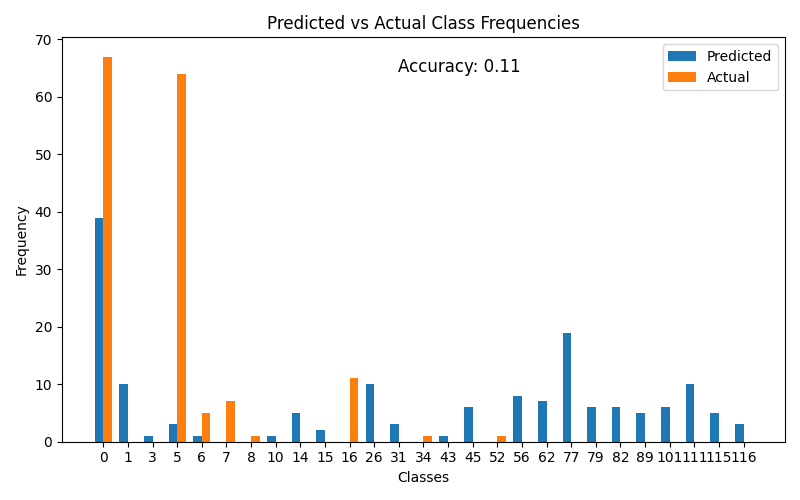 Predicted vs Actual Class Frequencies
Accuracy: 0.11
Predicted
Actual
Frequency
70
60
50
40
30
20
10
0
0 1 3 5 6 7 8 10 14 15 16 26 31 34 43 45 52 56 62 77 79 82 89 101 111 115 116
Classes